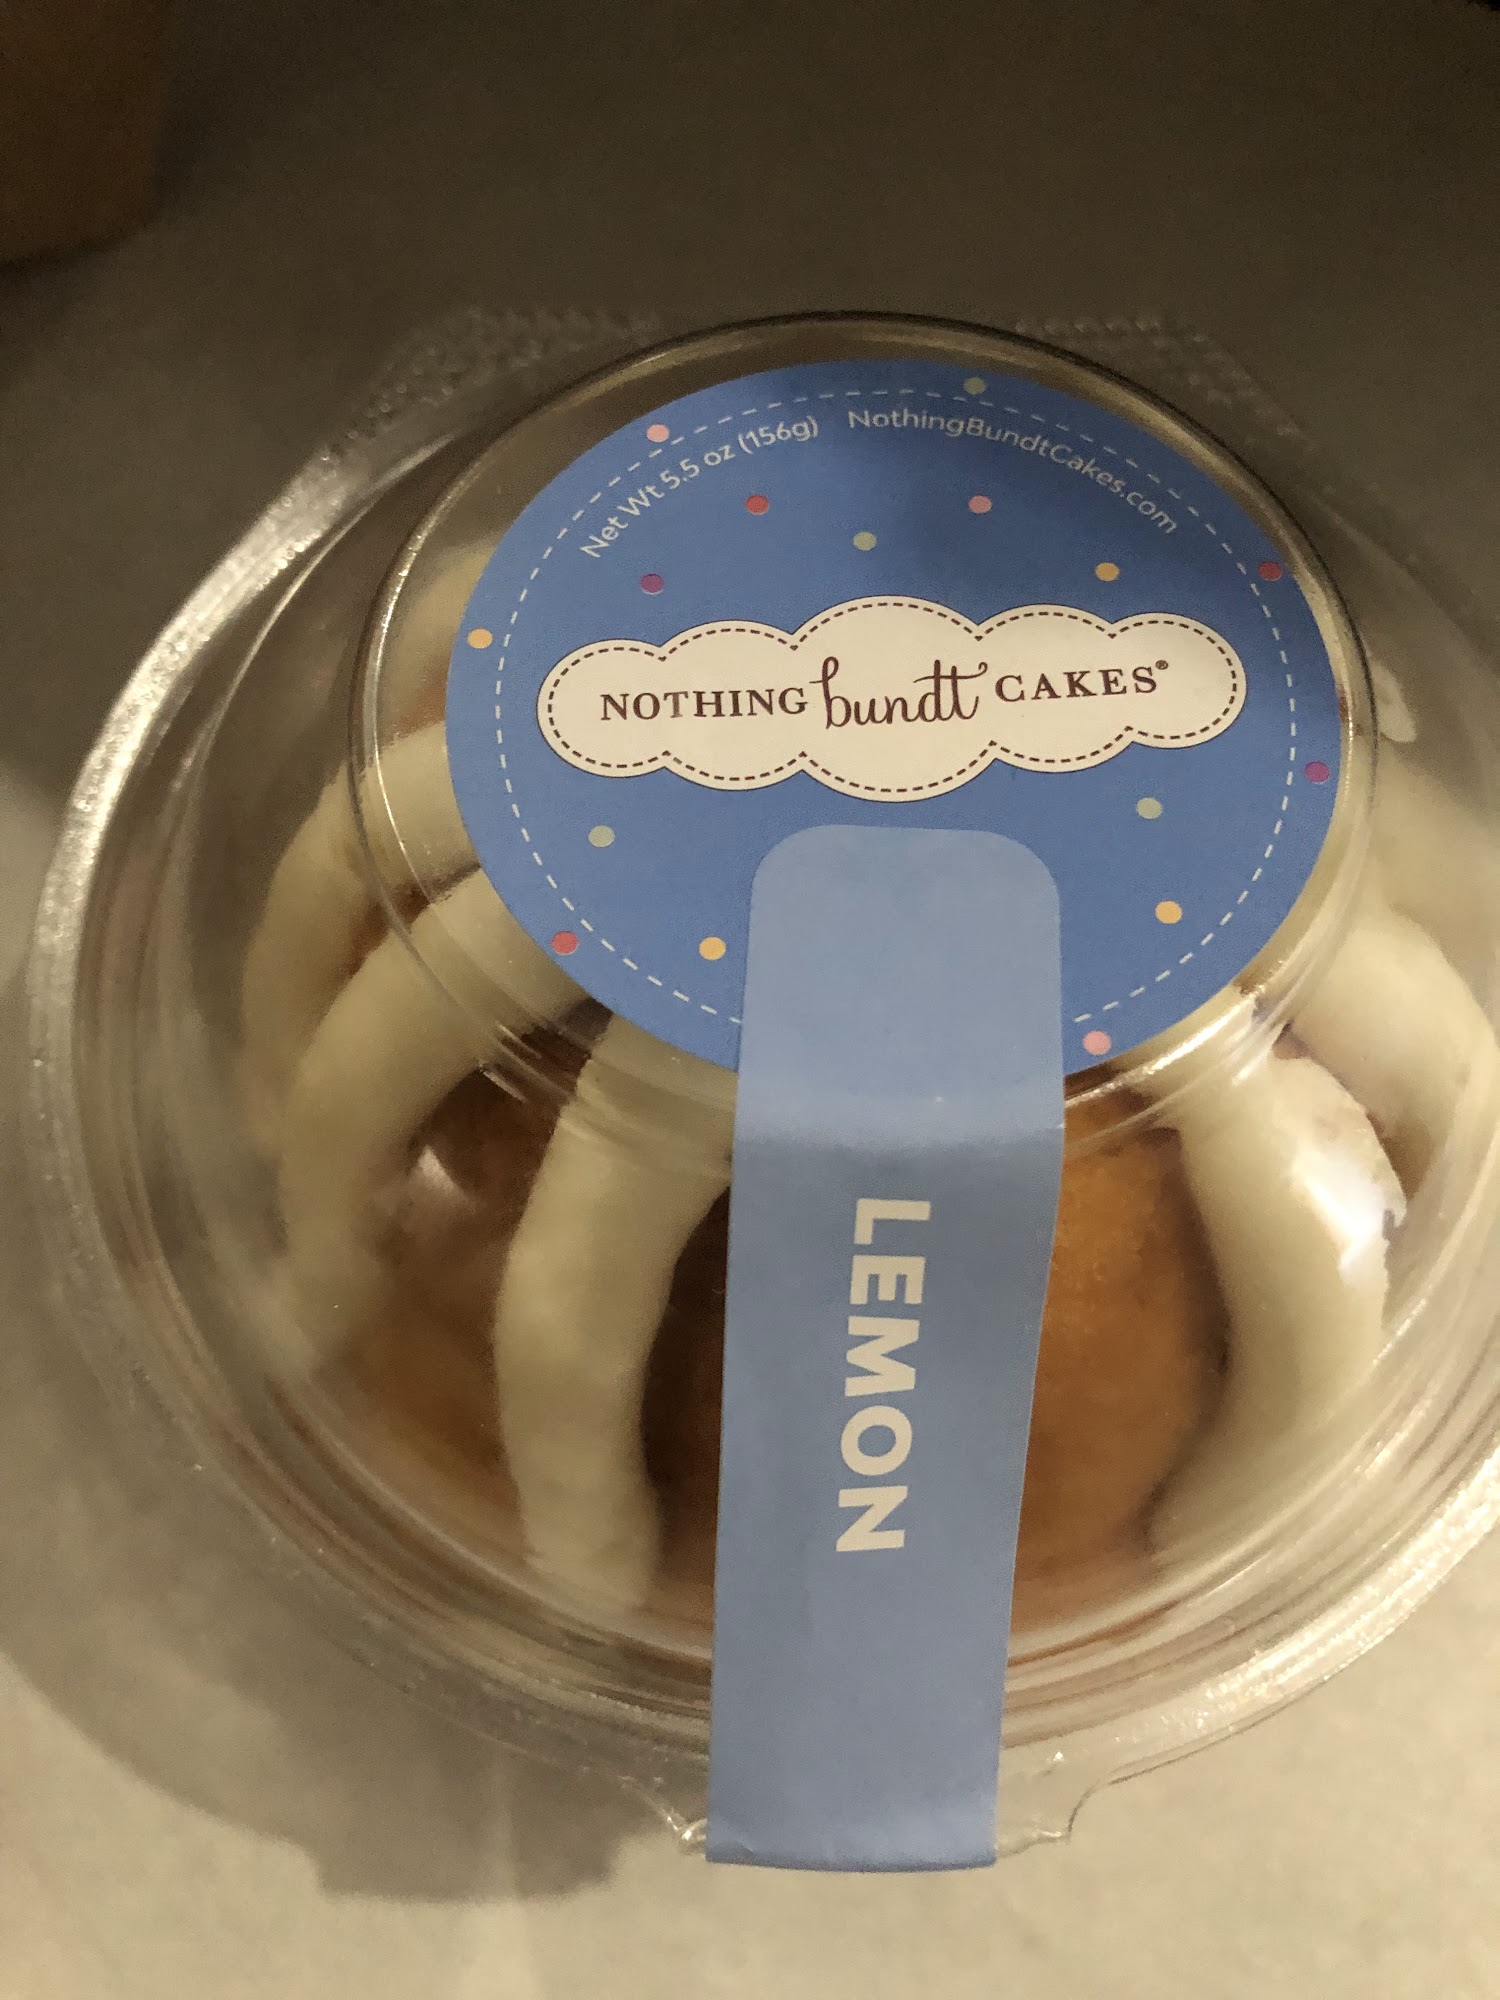 Net Wt 5.5 oz (156g) NothingBundtCakes.com
NOTHING bundt CAKES®
LEMON